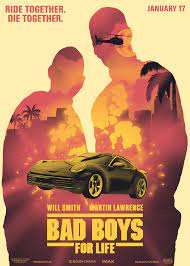 RIDE TOGETHER.
DIE TOGETHER.
JANUARY 17
WILL SMITH MARTIN LAWRENCE
BAD BOYS
FOR LIFE
IMAX